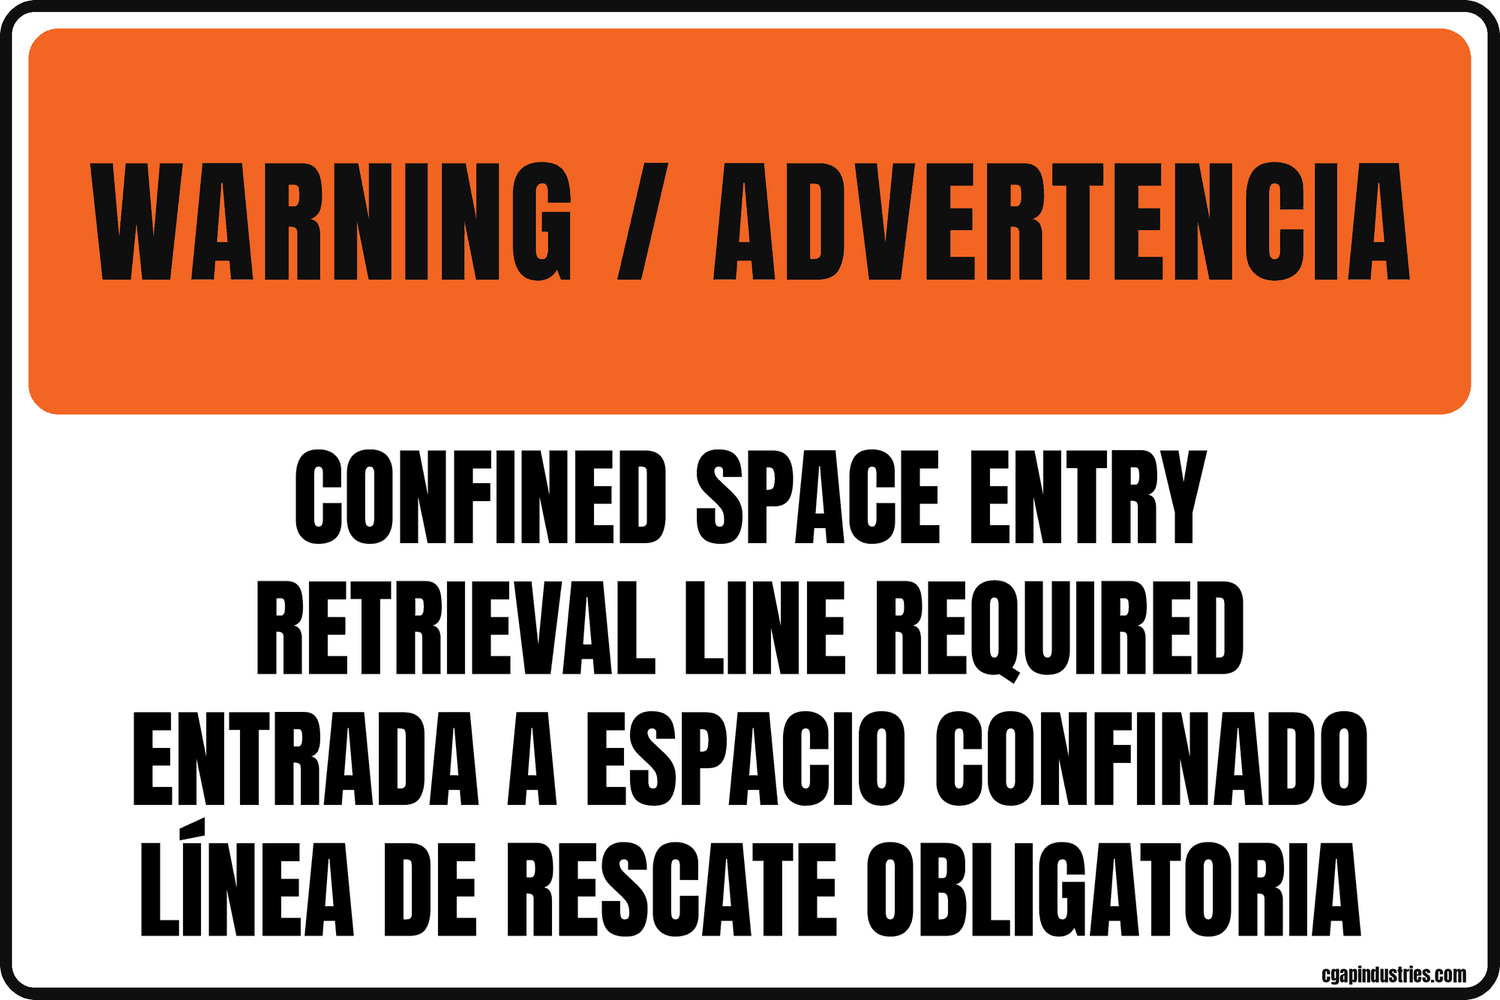 WARNING / ADVERTENCIA
CONFINED SPACE ENTRY
RETRIEVAL LINE REQUIRED
ENTRADA A ESPACIO CONFINADO
LÍNEA DE RESCATE OBLIGATORIA
cgapindustries.com